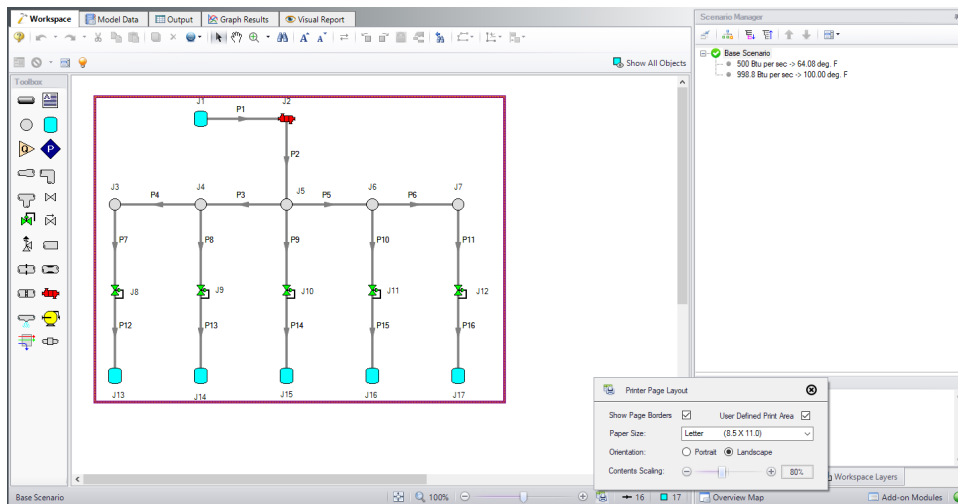 Workspace
Model Data
Output
Graph Results
Visual Report
Show All Objects
Toolbox
J1
P1
J2
P2
J3
P4
J4
P3
J5
P5
J6
P6
J7
P7
P8
P9
P10
P11
J8
J9
J10
J11
J12
P12
P13
P14
P15
P16
J13
J14
J15
J16
J17
Scenario Manager
Base Scenario
500 Btu per sec -> 64.08 deg. F
998.8 Btu per sec -> 100.00 deg. F
Printer Page Layout
Show Page Borders
User Defined Print Area
Paper Size:
Letter (8.5 X 11.0)
Orientation:
Portrait
Landscape
Contents Scaling:
80%
Workspace Layers
Base Scenario
100%
16
17
Overview Map
Add-on Modules